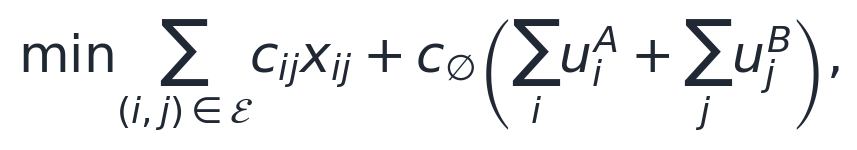 min ∑_{(i,j)∈ℰ} c_{ij}x_{ij} + c_∅ (∑_i u_i^A + ∑_j u_j^B),